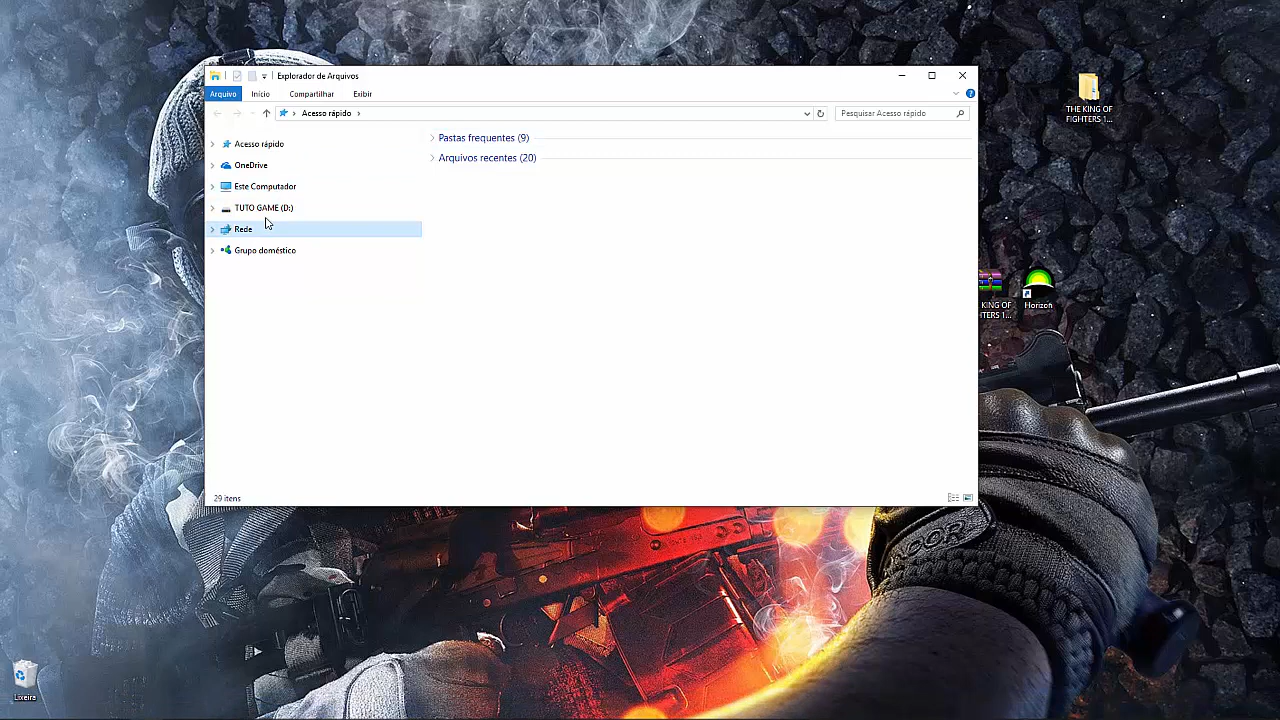 Explorador de Arquivos
Arquivo Início Compartilhar Exibir
Acesso rápido
Pesquisar Acesso rápido
Acesso rápido
OneDrive
Este Computador
TUTO GAME (D:)
Rede
Grupo doméstico
Pastas frequentes (9)
Arquivos recentes (20)
29 itens
THE KING OF
FIGHTERS 1...
KING OF
HTERS 1...
Horizon
Lixeira